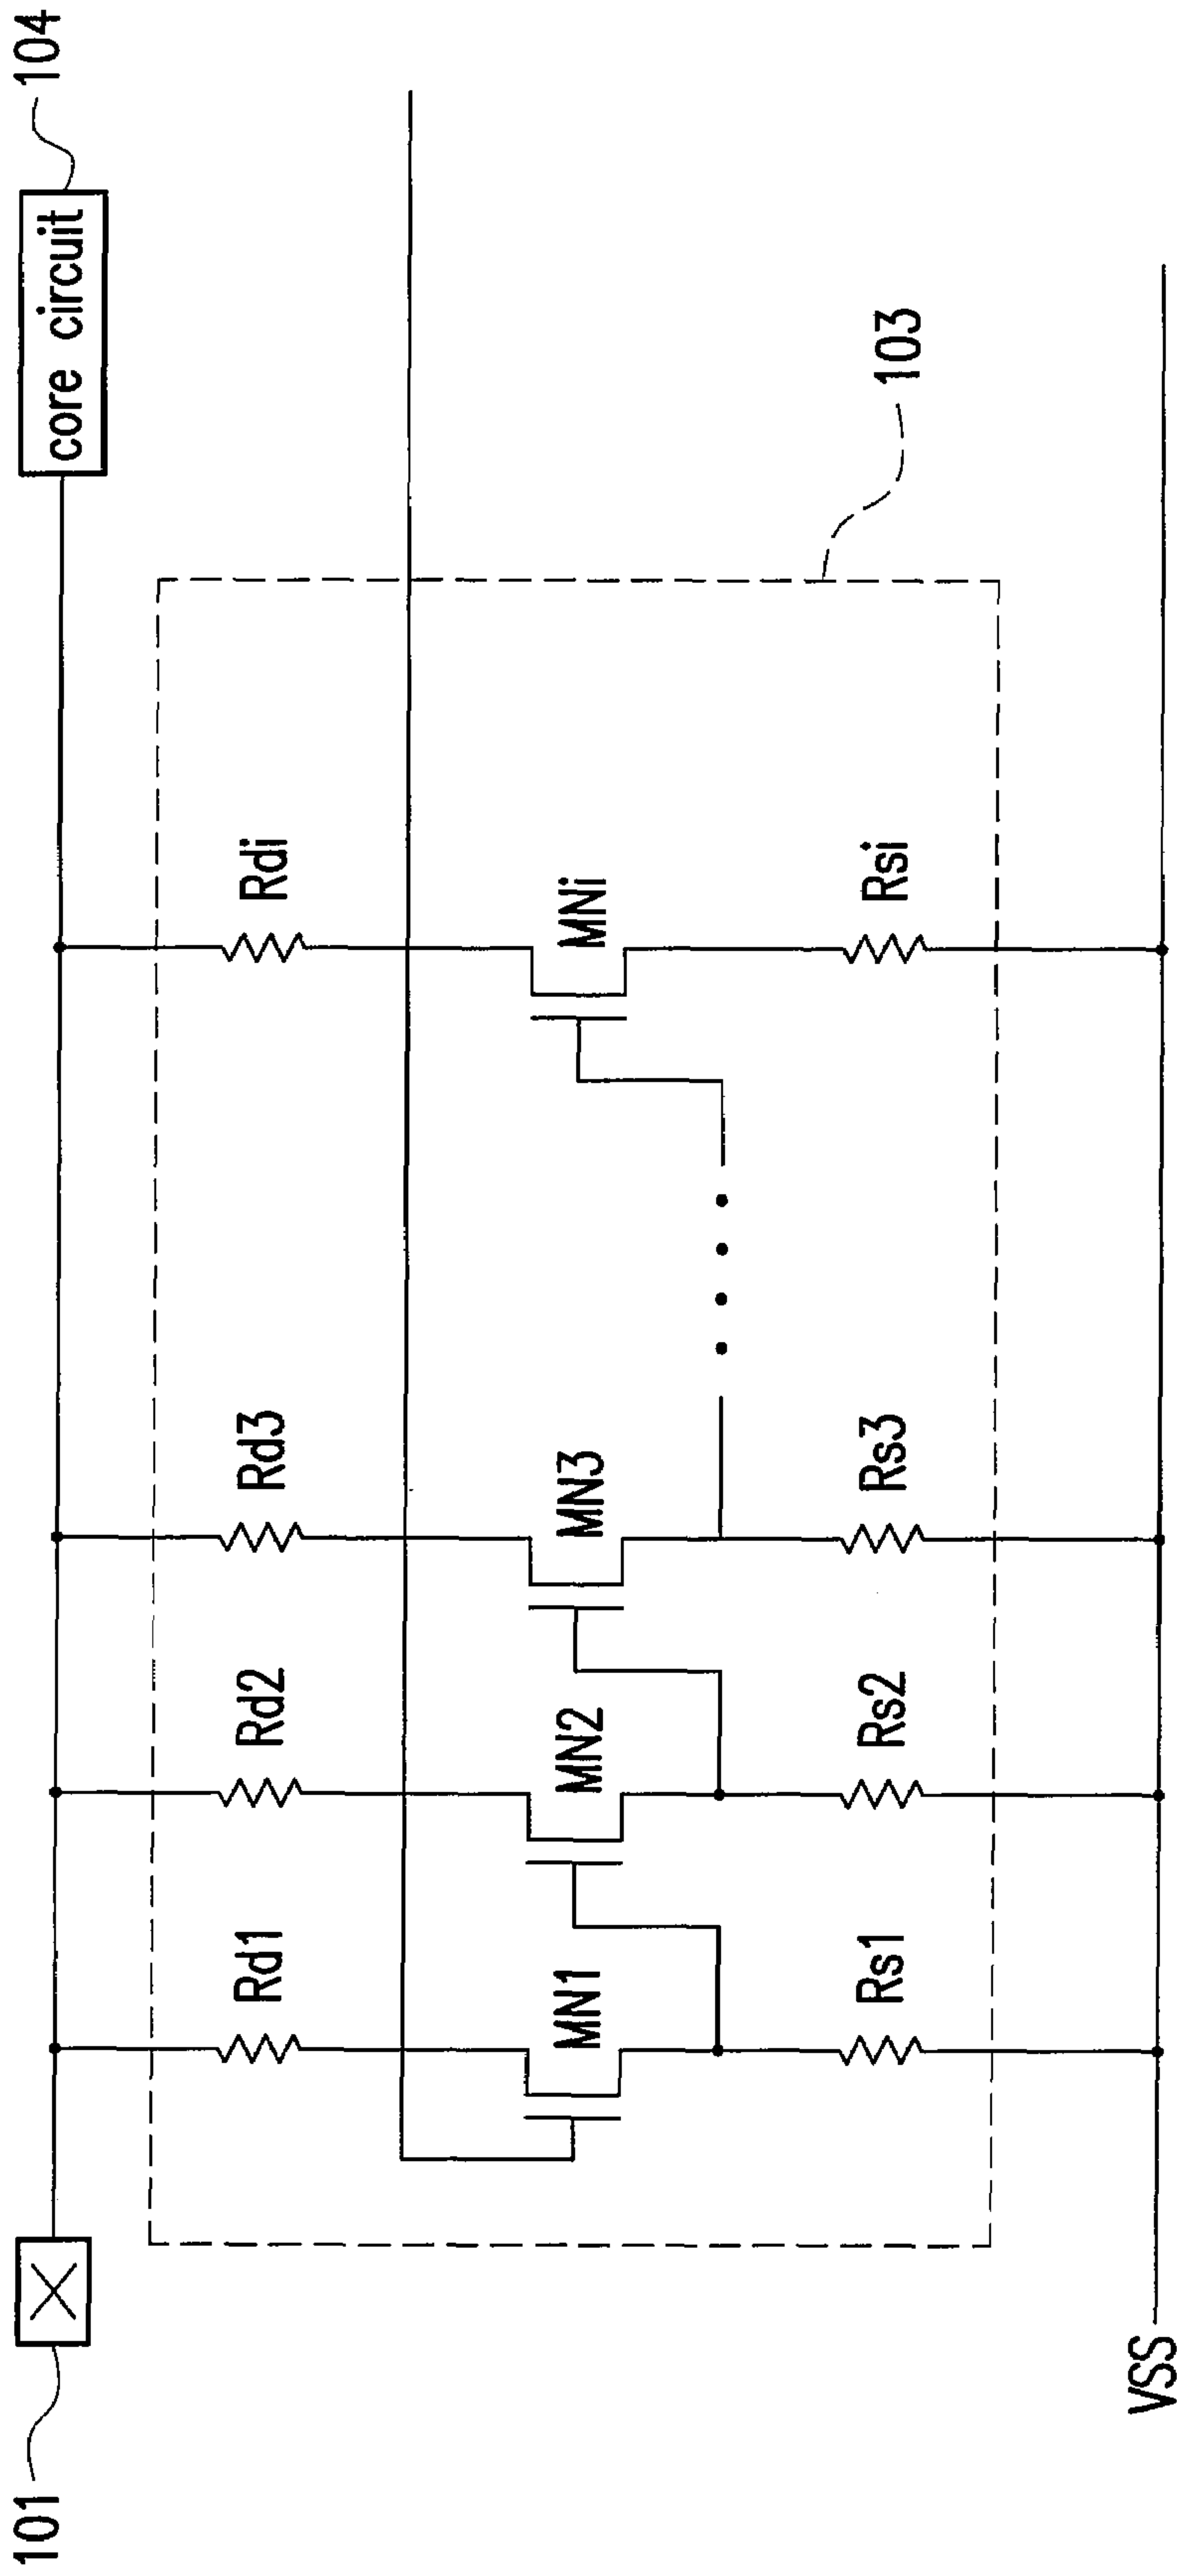 101
104
core circuit
Rd1
Rd2
Rd3
Rdi
MN1
MN2
MN3
MNi
Rs1
Rs2
Rs3
Rsi
103
VSS